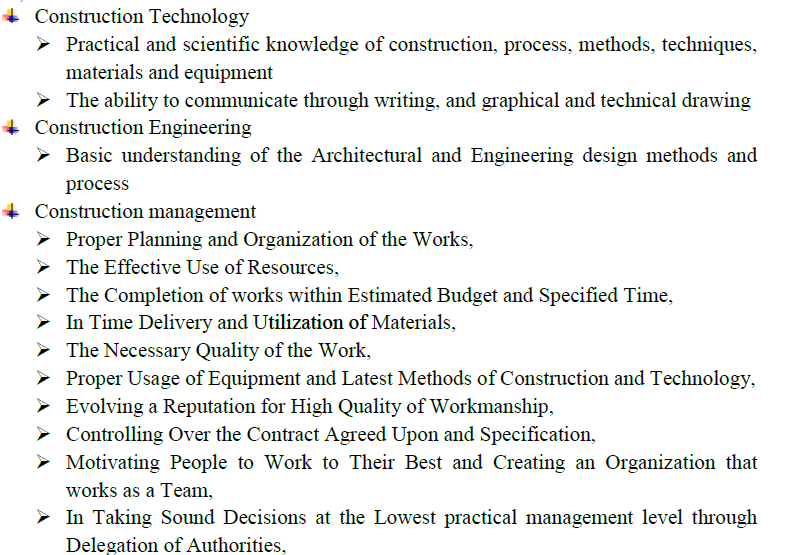 Construction Technology
Practical and scientific knowledge of construction, process, methods, techniques,
materials and equipment
The ability to communicate through writing, and graphical and technical drawing
Construction Engineering
Basic understanding of the Architectural and Engineering design methods and
process
Construction management
Proper Planning and Organization of the Works,
The Effective Use of Resources,
The Completion of works within Estimated Budget and Specified Time,
In Time Delivery and Utilization of Materials,
The Necessary Quality of the Work,
Proper Usage of Equipment and Latest Methods of Construction and Technology,
Evolving a Reputation for High Quality of Workmanship,
Controlling Over the Contract Agreed Upon and Specification,
Motivating People to Work to Their Best and Creating an Organization that
works as a Team,
In Taking Sound Decisions at the Lowest practical management level through
Delegation of Authorities,